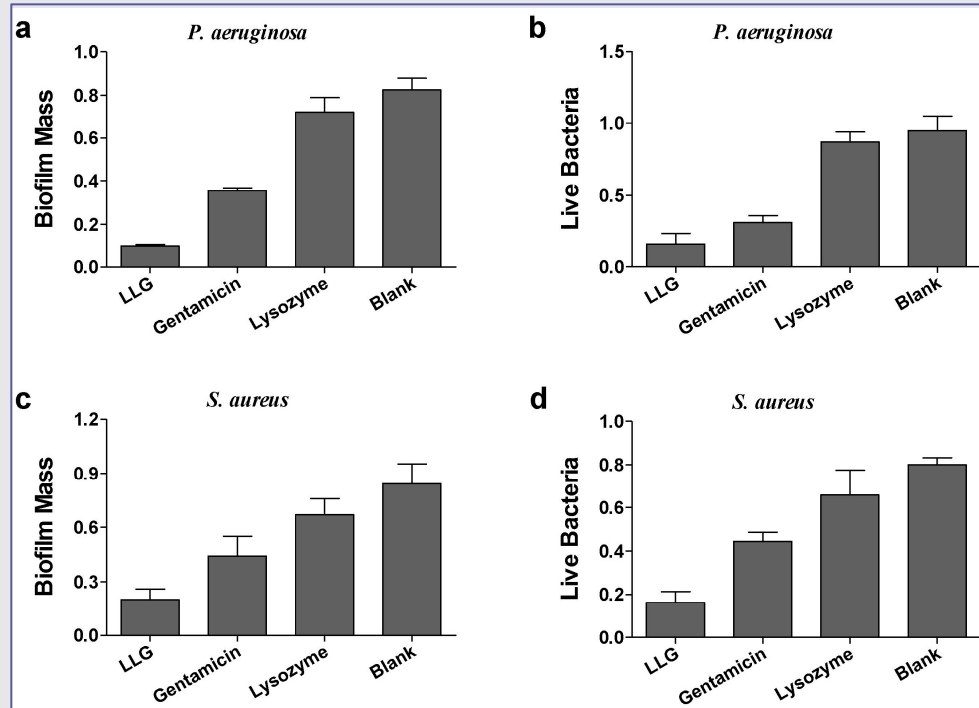 a
P. aeruginosa
Biofilm Mass
1.0
0.8
0.6
0.4
0.2
0.0
LLG
Gentamicin
Lysozyme
Blank
b
P. aeruginosa
Live Bacteria
1.5
1.0
0.5
0.0
LLG
Gentamicin
Lysozyme
Blank
c
S. aureus
Biofilm Mass
1.2
0.9
0.6
0.3
0.0
LLG
Gentamicin
Lysozyme
Blank
d
S. aureus
Live Bacteria
1.0
0.8
0.6
0.4
0.2
0.0
LLG
Gentamicin
Lysozyme
Blank